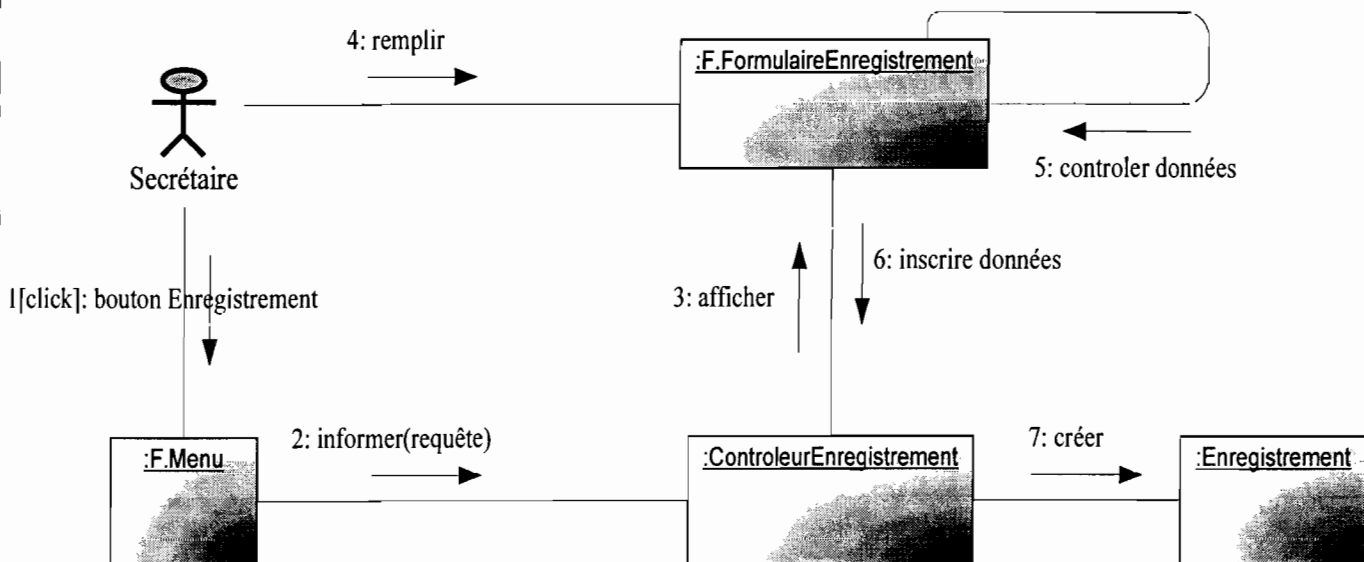 4: remplir
:F.FormulaireEnregistrement
Secrétaire
5: controler données
6: inscrire données
1[click]: bouton Enregistrement
3: afficher
2: informer(requête)
7: créer
:F.Menu
:ControleurEnregistrement
:Enregistrement